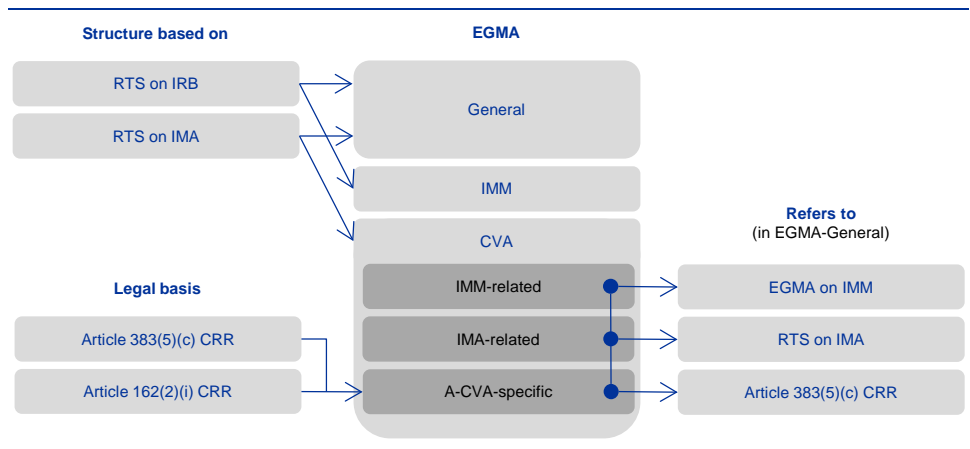 Structure based on
EGMA
RTS on IRB
RTS on IMA
General
IMM
CVA
Refers to
(in EGMA-General)
Legal basis
IMM-related
EGMA on IMM
Article 383(5)(c) CRR
IMA-related
RTS on IMA
Article 162(2)(i) CRR
A-CVA-specific
Article 383(5)(c) CRR